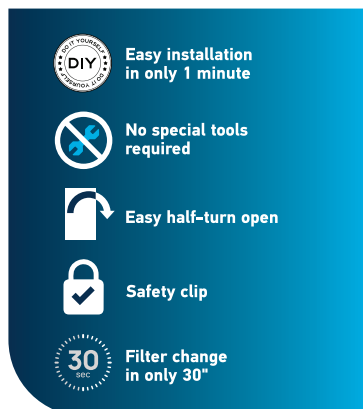 DO IT YOURSELF
DIY
DO IT YOURSELF
Easy installation
in only 1 minute
No special tools
required
Easy half-turn open
Safety clip
30
sec
Filter change
in only 30"